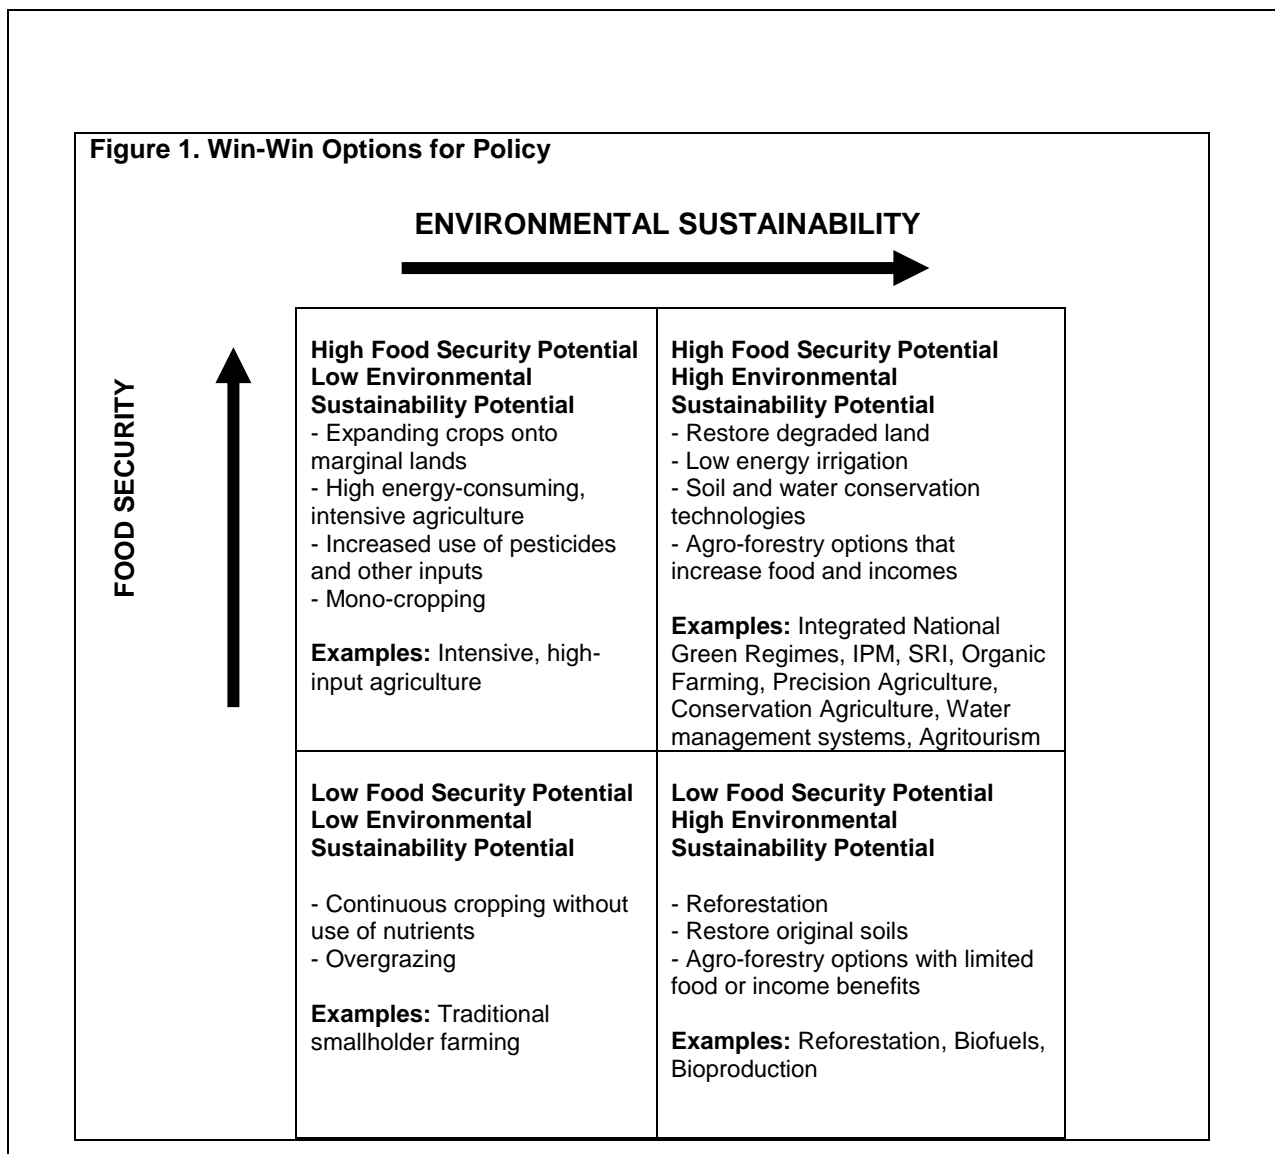 Figure 1. Win-Win Options for Policy
ENVIRONMENTAL SUSTAINABILITY
FOOD SECURITY
High Food Security Potential
Low Environmental
Sustainability Potential
- Expanding crops onto
marginal lands
- High energy-consuming,
intensive agriculture
- Increased use of pesticides
and other inputs
- Mono-cropping
Examples: Intensive, high-
input agriculture
High Food Security Potential
High Environmental
Sustainability Potential
- Restore degraded land
- Low energy irrigation
- Soil and water conservation
technologies
- Agro-forestry options that
increase food and incomes
Examples: Integrated National
Green Regimes, IPM, SRI, Organic
Farming, Precision Agriculture,
Conservation Agriculture, Water
management systems, Agritourism
Low Food Security Potential
Low Environmental
Sustainability Potential
- Continuous cropping without
use of nutrients
- Overgrazing
Examples: Traditional
smallholder farming
Low Food Security Potential
High Environmental
Sustainability Potential
- Reforestation
- Restore original soils
- Agro-forestry options with limited
food or income benefits
Examples: Reforestation, Biofuels,
Bioproduction